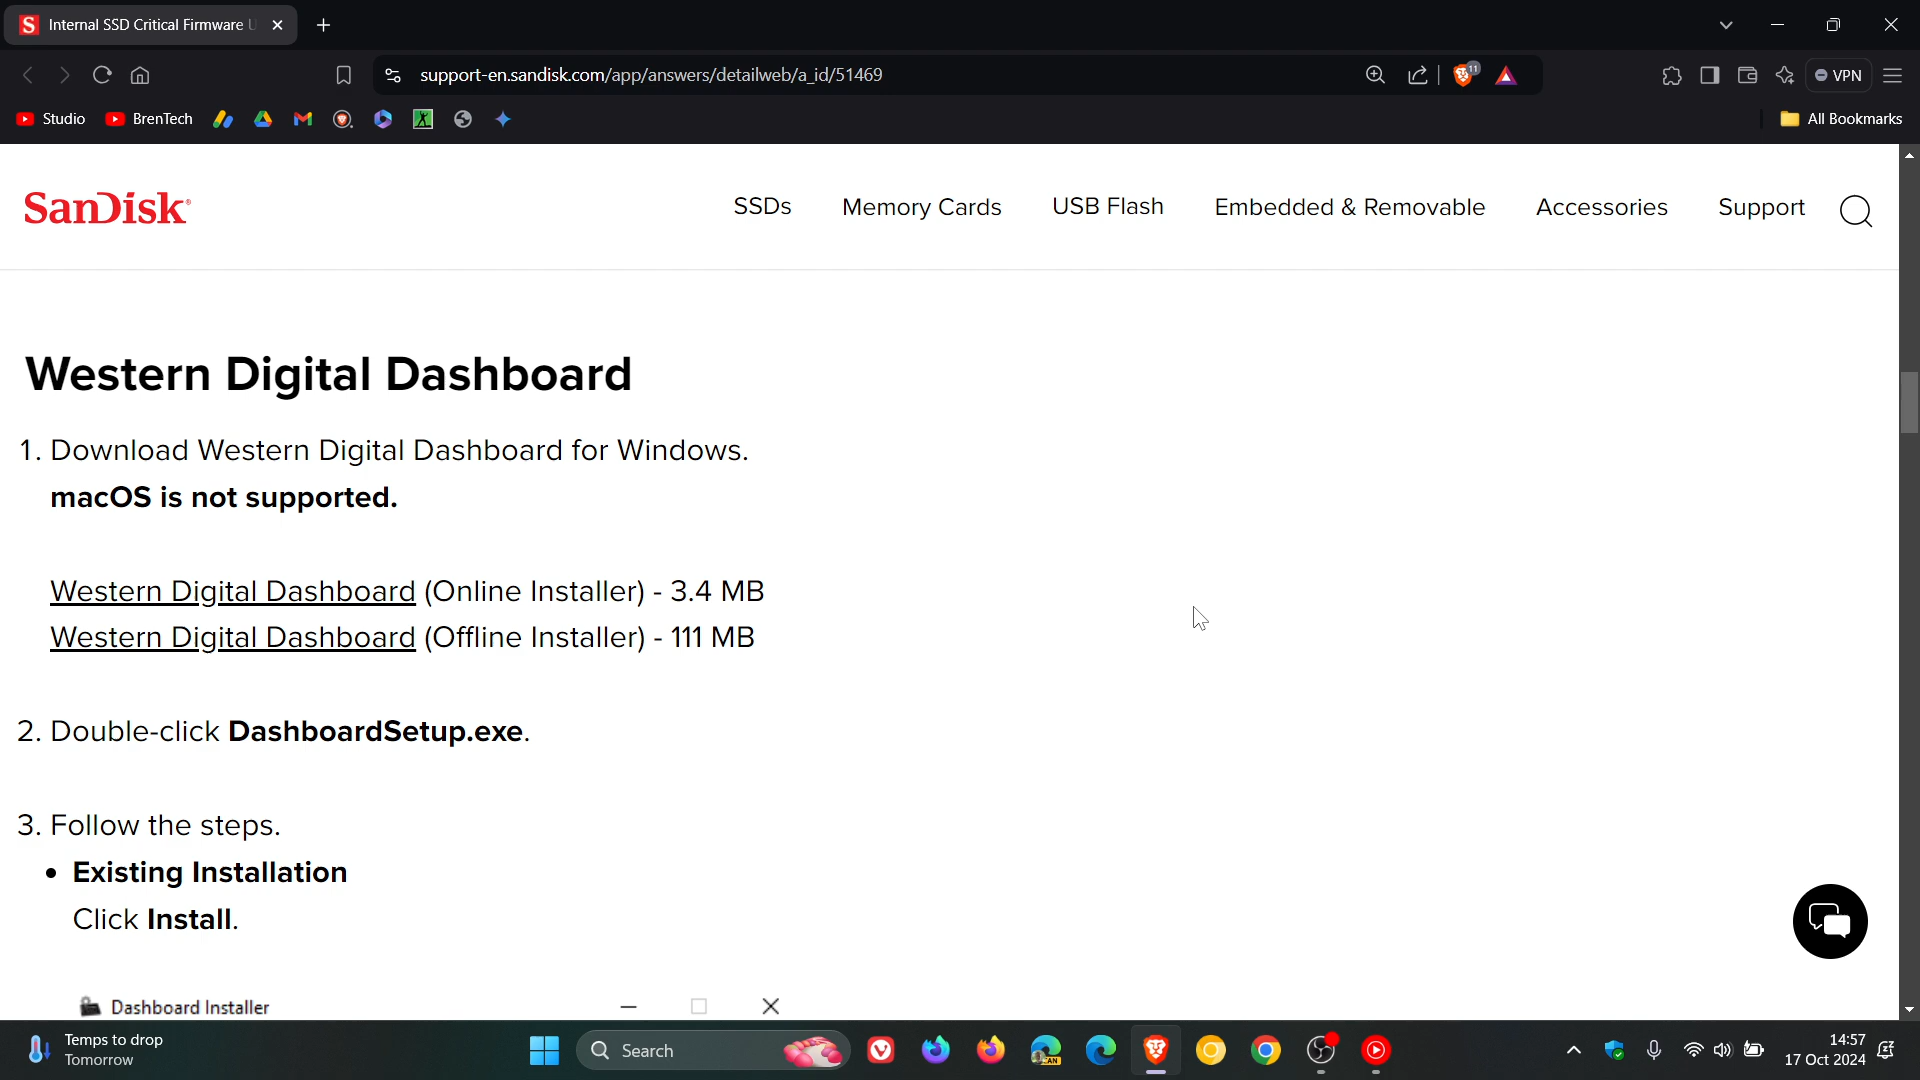 Internal SSD Critical Firmware U
support-en.sandisk.com/app/answers/detailweb/a_id/51469
11
VPN
Studio
BrenTech
All Bookmarks
SanDisk®
SSDs
Memory Cards
USB Flash
Embedded & Removable
Accessories
Support
Western Digital Dashboard
1. Download Western Digital Dashboard for Windows.
macOS is not supported.
Western Digital Dashboard (Online Installer) - 3.4 MB
Western Digital Dashboard (Offline Installer) - 111 MB
2. Double-click DashboardSetup.exe.
3. Follow the steps.
• Existing Installation
Click Install.
Dashboard Installer
Temps to drop
Tomorrow
Search
CAN
14:57
17 Oct 2024